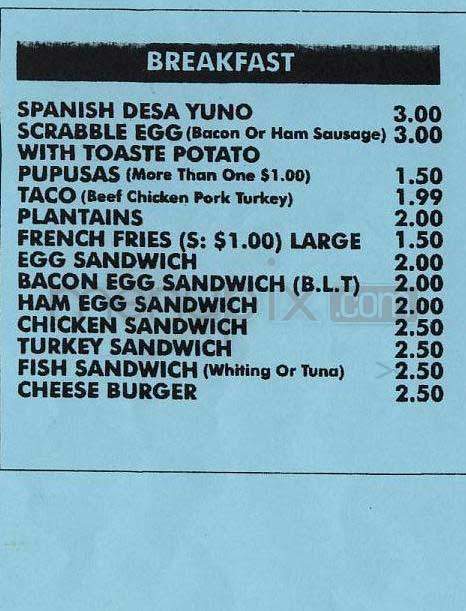 BREAKFAST
SPANISH DESA YUNO 3.00
SCRABBLE EGG (Bacon Or Ham Sausage) 3.00
WITH TOASTE POTATO
PUPUSAS (More Than One $1.00) 1.50
TACO (Beef Chicken Pork Turkey) 1.99
PLANTAINS 2.00
FRENCH FRIES (S: $1.00) LARGE 1.50
EGG SANDWICH 2.00
BACON EGG SANDWICH (B.L.T) 2.00
HAM EGG SANDWICH 2.00
CHICKEN SANDWICH 2.50
TURKEY SANDWICH 2.50
FISH SANDWICH (Whiting Or Tuna) >2.50
CHEESE BURGER 2.50